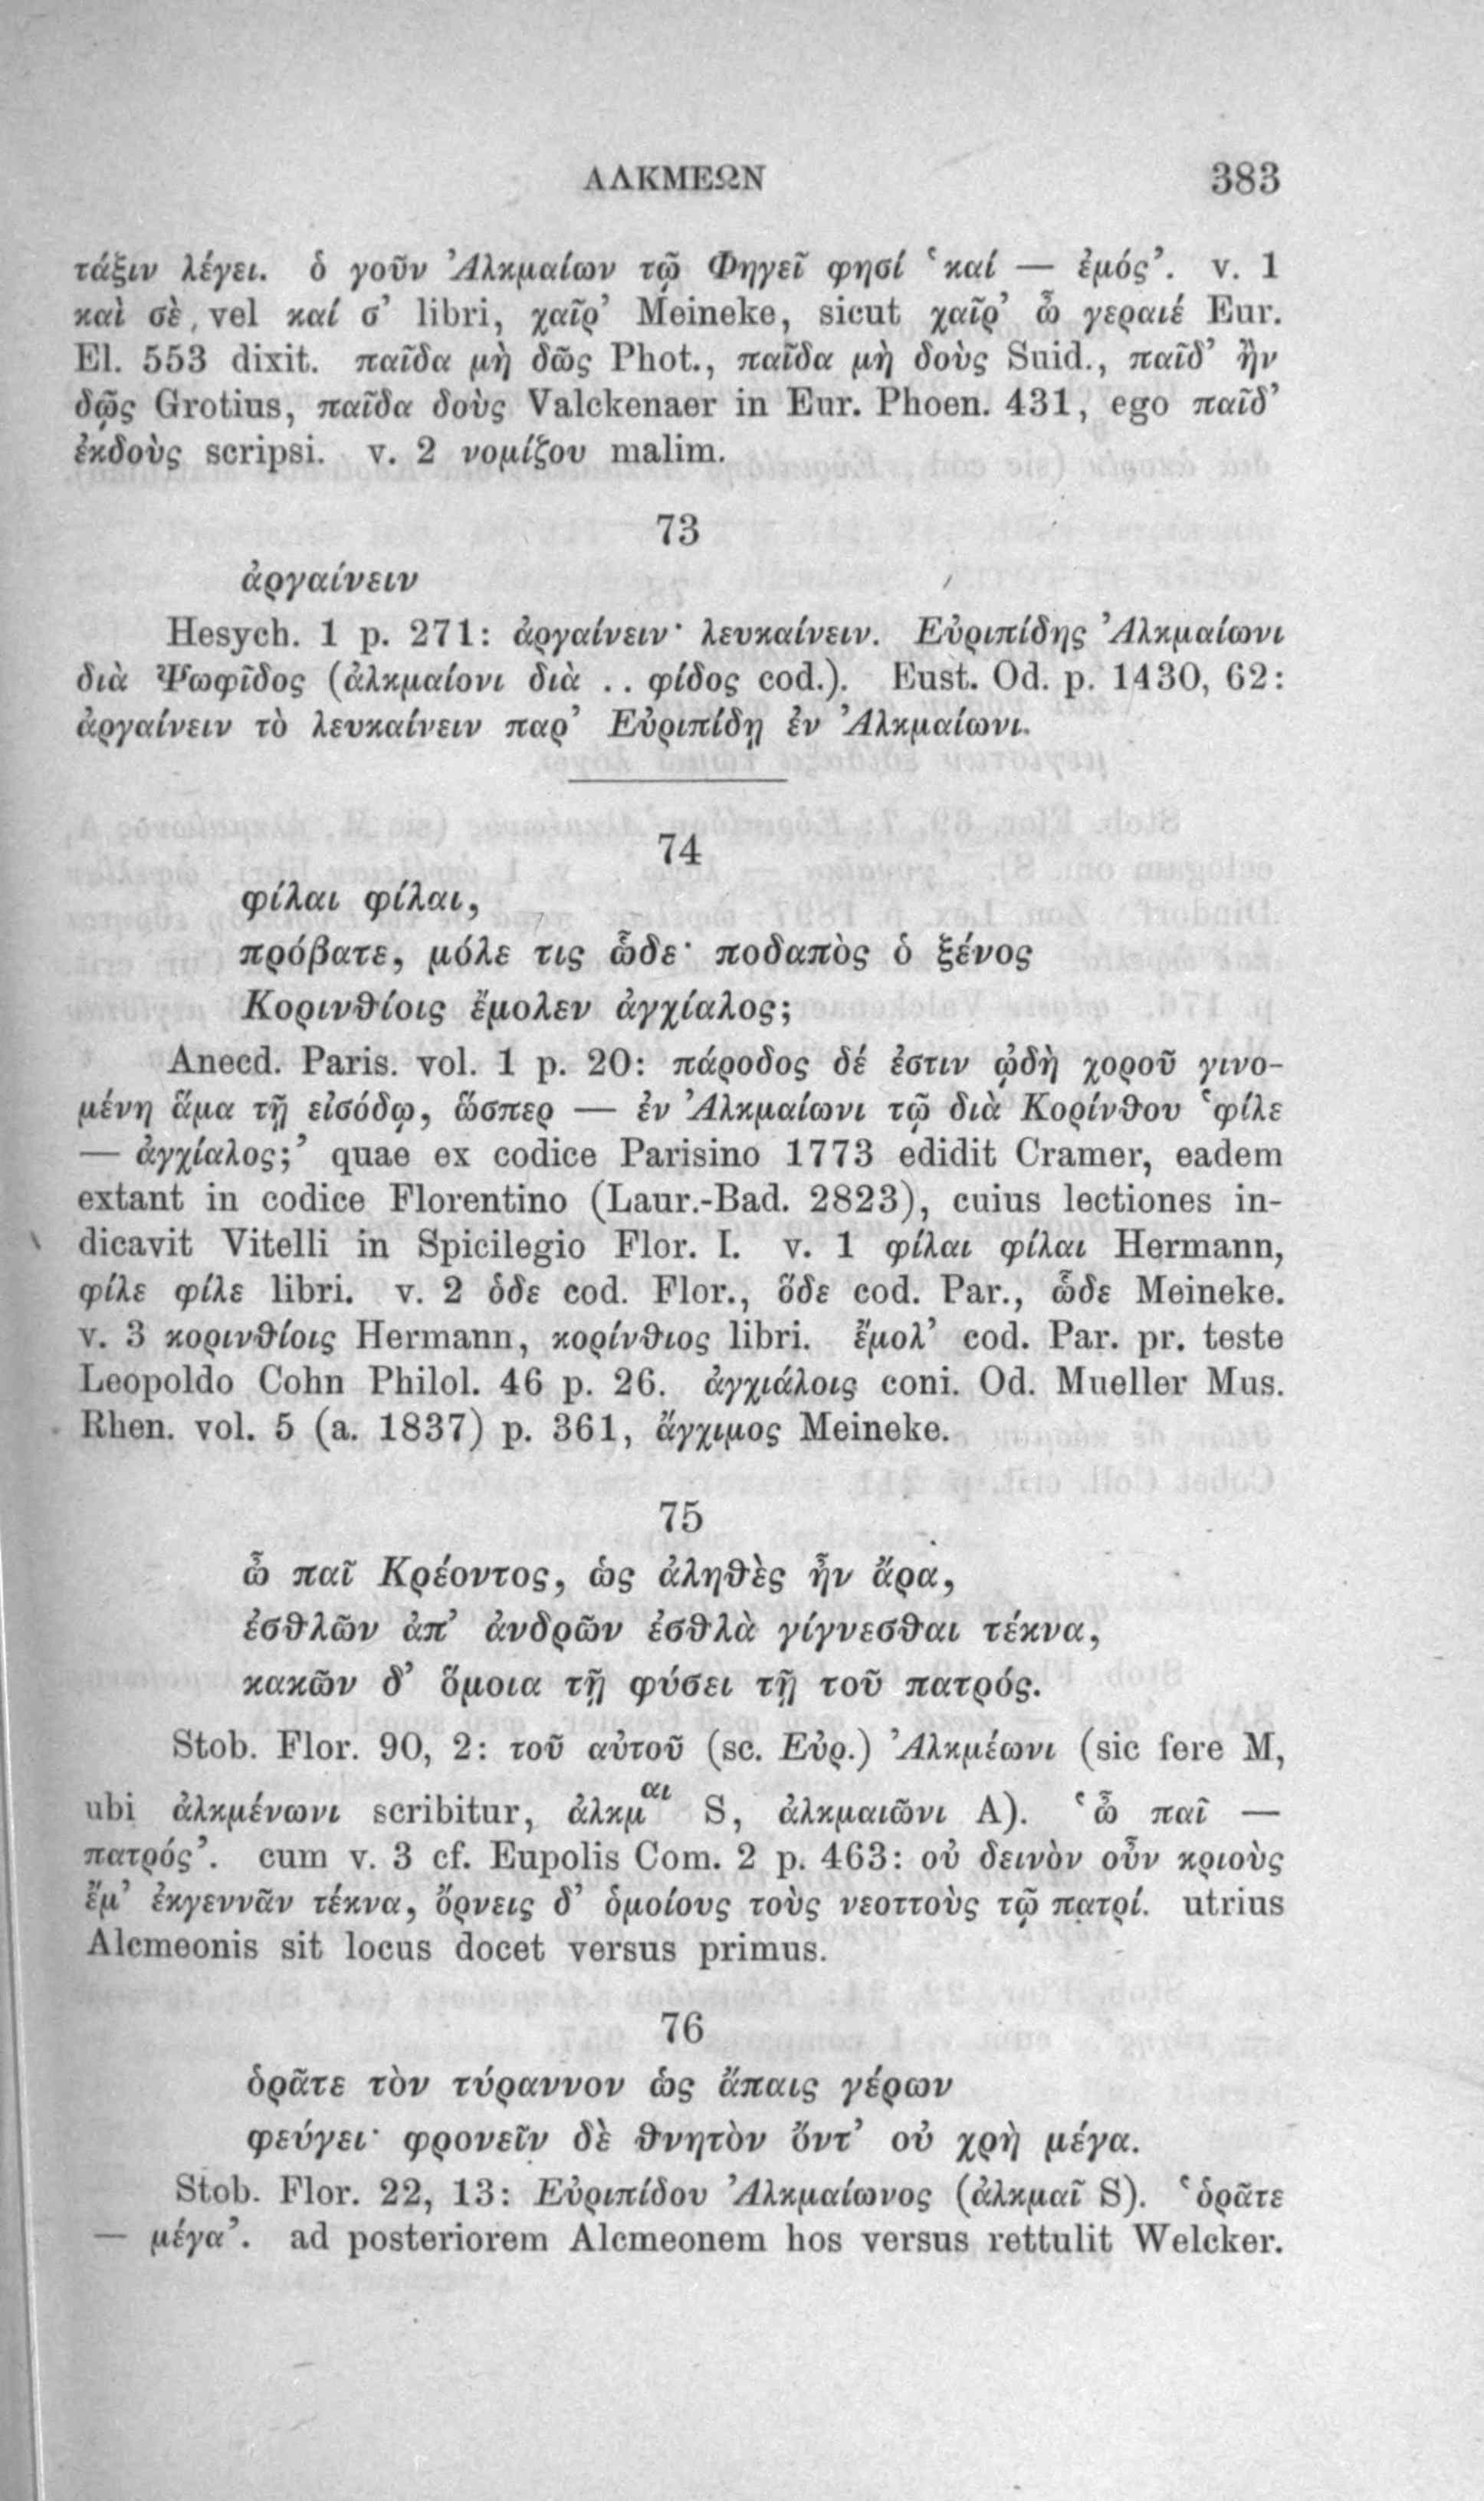 ΑΛΚΜΕΩΝ 383
τάξιν λέγει. ὁ γοῦν Ἀλκμαίων τῷ Φηγεῖ φησί ‘καί — ἐμός’. v. 1
καὶ σὲ, vel καί σ’ libri, χαῖρ’ Meineke, sicut χαῖρ’ ὦ γεραιέ Eur.
El. 553 dixit. παῖδα μὴ δῶς Phot., παῖδα μὴ δοὺς Suid., παῖδ’ ἢν
δῷς Grotius, παῖδα δοὺς Valckenaer in Eur. Phoen. 431, ego παῖδ’
ἐκδοὺς scripsi. v. 2 νομίζου malim.
73
ἀργαίνειν
Hesych. 1 p. 271: ἀργαίνειν· λευκαίνειν. Εὐριπίδης Ἀλκμαίωνι
διὰ Ψωφῖδος (ἀλκμαίονι διὰ .. φίδος cod.). Eust. Od. p. 1430, 62:
ἀργαίνειν τὸ λευκαίνειν παρ’ Εὐριπίδῃ ἐν Ἀλκμαίωνι.
74
φίλαι φίλαι,
πρόβατε, μόλε τις ὧδε· ποδαπὸς ὁ ξένος
Κορινθίοις ἔμολεν ἀγχίαλος;
Anecd. Paris. vol. 1 p. 20: πάροδος δέ ἐστιν ᾠδὴ χοροῦ γινο-
μένη ἅμα τῇ εἰσόδῳ, ὥσπερ — ἐν Ἀλκμαίωνι τῷ διὰ Κορίνθου ‘φίλε
— ἀγχίαλος;’ quae ex codice Parisino 1773 edidit Cramer, eadem
extant in codice Florentino (Laur.-Bad. 2823), cuius lectiones in-
dicavit Vitelli in Spicilegio Flor. I. v. 1 φίλαι φίλαι Hermann,
φίλε φίλε libri. v. 2 ὁδε cod. Flor., ὅδε cod. Par., ὧδε Meineke.
v. 3 κορινθίοις Hermann, κορίνθιος libri. ἔμολ’ cod. Par. pr. teste
Leopoldo Cohn Philol. 46 p. 26. ἀγχιάλοις coni. Od. Mueller Mus.
Rhen. vol. 5 (a. 1837) p. 361, ἄγχιμος Meineke.
75
ὦ παῖ Κρέοντος, ὡς ἀληθὲς ἦν ἄρα,
ἐσθλῶν ἀπ’ ἀνδρῶν ἐσθλὰ γίγνεσθαι τέκνα,
κακῶν δ’ ὅμοια τῇ φύσει τῇ τοῦ πατρός.
Stob. Flor. 90, 2: τοῦ αὐτοῦ (sc. Εὐρ.) Ἀλκμέωνι (sic fere M,
ubi ἀλκμένωνι scribitur, ἀλκμαι S, ἀλκμαιῶνι A). ‘ὦ παῖ —
πατρός’. cum v. 3 cf. Eupolis Com. 2 p. 463: οὐ δεινὸν οὖν κριοὺς
ἔμ’ ἐκγεννᾶν τέκνα, ὄρνεις δ’ ὁμοίους τοὺς νεοττοὺς τῷ πατρί. utrius
Alcmeonis sit locus docet versus primus.
76
ὁρᾶτε τὸν τύραννον ὡς ἄπαις γέρων
φεύγει· φρονεῖν δὲ θνητὸν ὄντ’ οὐ χρὴ μέγα.
Stob. Flor. 22, 13: Εὐριπίδου Ἀλκμαίωνος (ἀλκμαῖ S). ‘ὁρᾶτε
— μέγα’. ad posteriorem Alcmeonem hos versus rettulit Welcker.